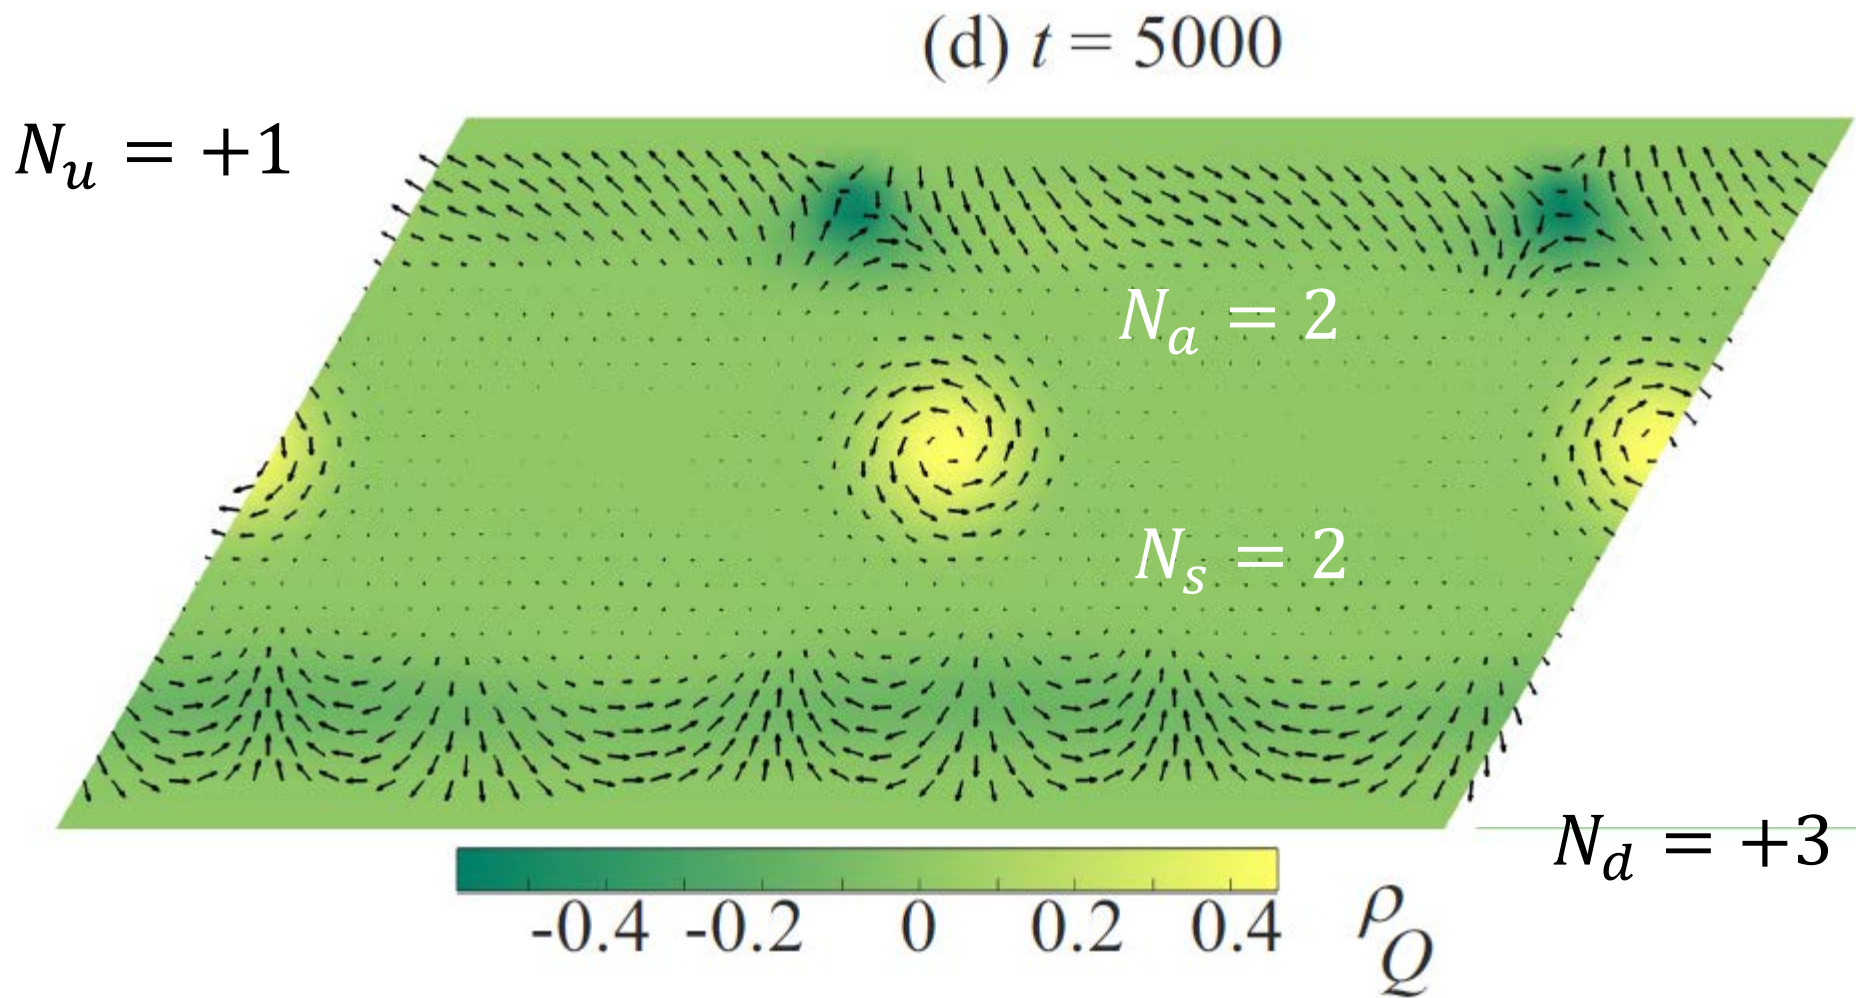 (d) t = 5000
N_u = +1
N_a = 2
N_s = 2
N_d = +3
-0.4 -0.2 0 0.2 0.4 ρ_Q